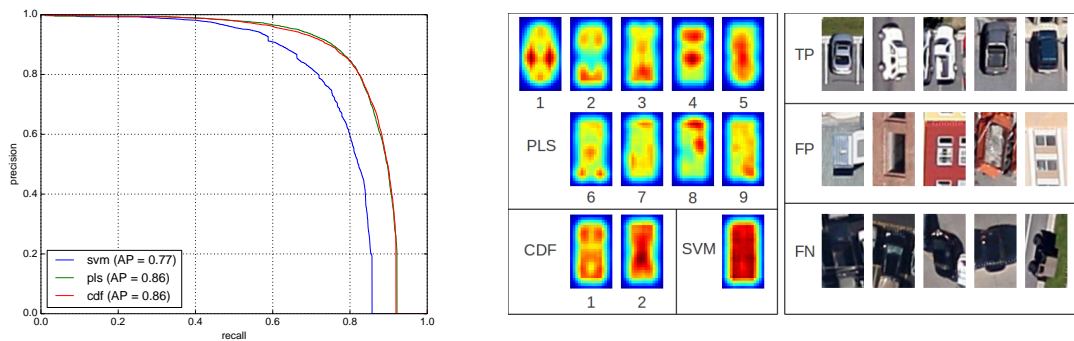 1.0
0.8
0.6
0.4
0.2
0.0
precision
svm (AP = 0.77)
pls (AP = 0.86)
cdf (AP = 0.86)
0.0 0.2 0.4 0.6 0.8 1.0
recall
1 2 3 4 5
PLS
6 7 8 9
CDF
1 2
SVM
TP
FP
FN